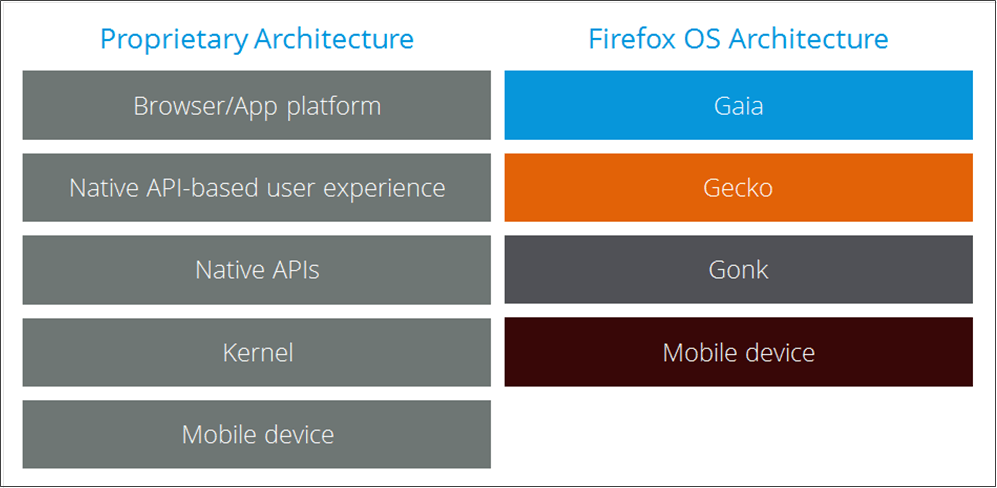 Proprietary Architecture
Browser/App platform
Native API-based user experience
Native APIs
Kernel
Mobile device
Firefox OS Architecture
Gaia
Gecko
Gonk
Mobile device